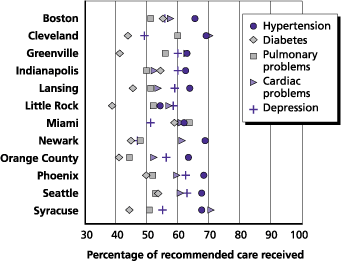 Boston
Cleveland
Greenville
Indianapolis
Lansing
Little Rock
Miami
Newark
Orange County
Phoenix
Seattle
Syracuse
Hypertension
Diabetes
Pulmonary
problems
Cardiac
problems
Depression
30 40 50 60 70 80 90 100
Percentage of recommended care received